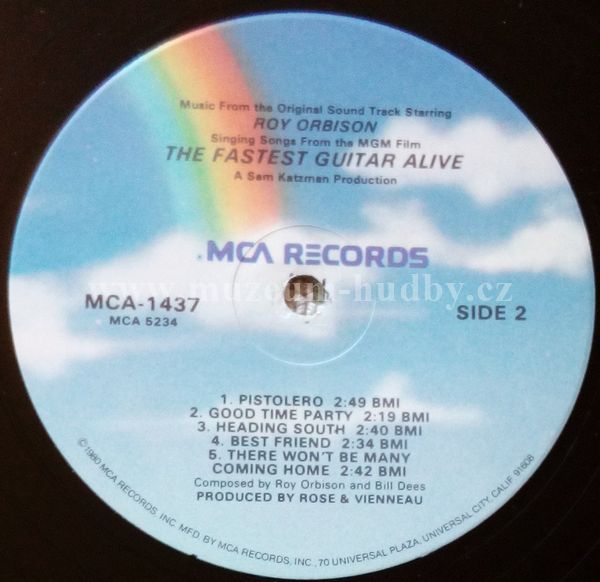 Music From the Original Sound Track Starring
ROY ORBISON
Singing Songs From the MGM Film
THE FASTEST GUITAR ALIVE
A Sam Katzman Production
MCA RECORDS
www.muzeum-hudby.cz
MCA-1437
MCA 5234
SIDE 2
1. PISTOLERO 2:49 BMI
2. GOOD TIME PARTY 2:19 BMI
3. HEADING SOUTH 2:40 BMI
4. BEST FRIEND 2:34 BMI
5. THERE WON'T BE MANY
COMING HOME 2:42 BMI
Composed by Roy Orbison and Bill Dees
PRODUCED BY ROSE & VIENNEAU
©1980 MCA RECORDS, INC. MFD. BY MCA RECORDS, INC., 70 UNIVERSAL PLAZA, UNIVERSAL CITY, CALIF. 91608